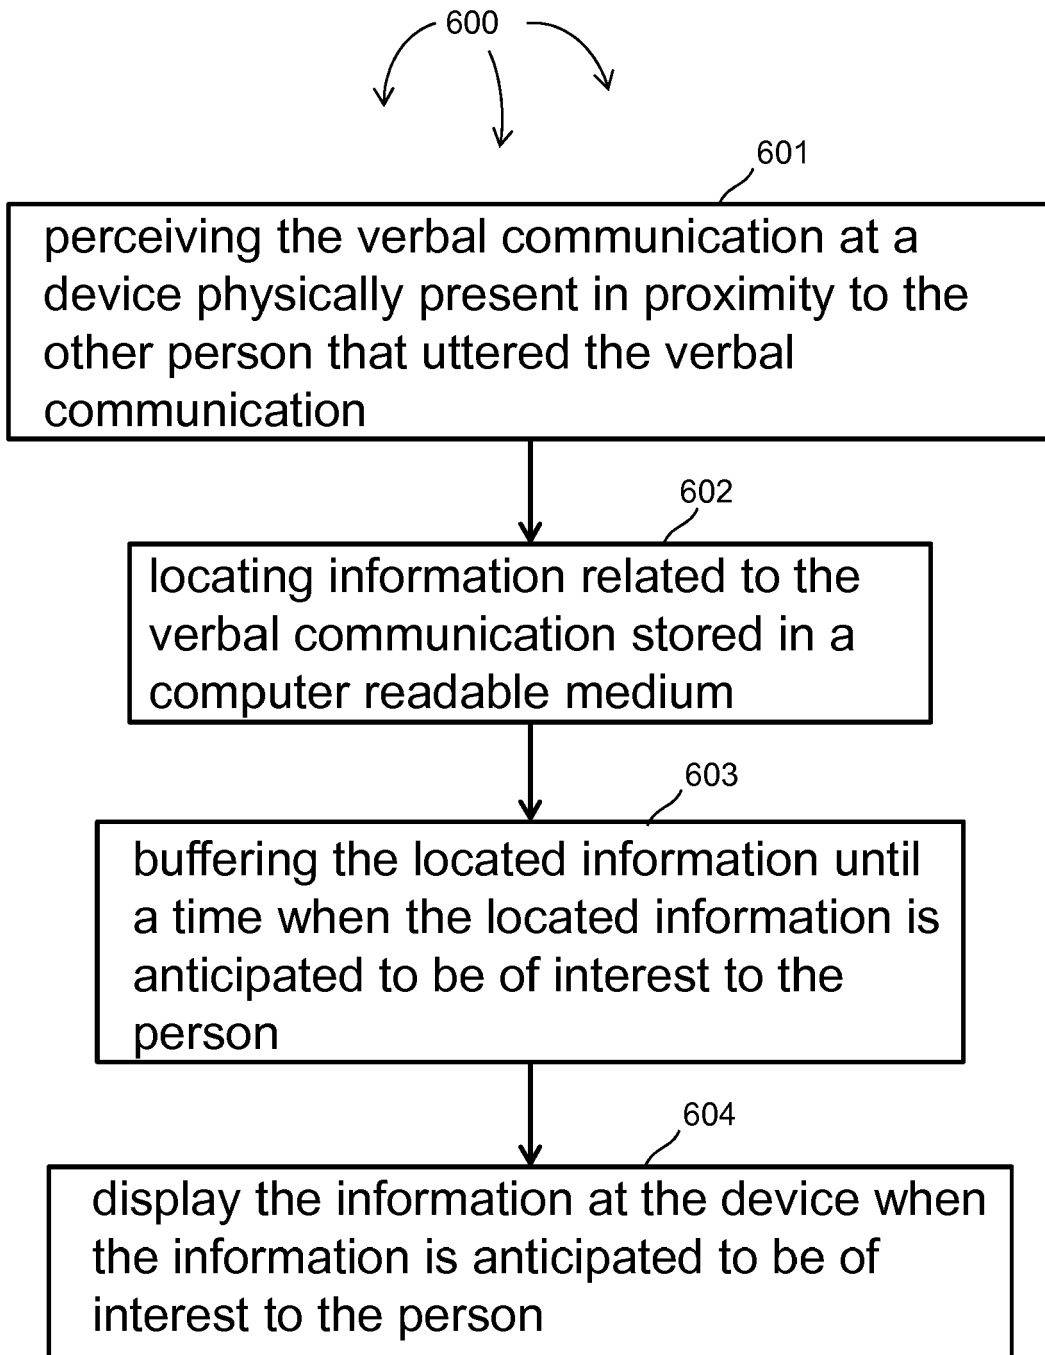 600
601
perceiving the verbal communication at a
device physically present in proximity to the
other person that uttered the verbal
communication
602
locating information related to the
verbal communication stored in a
computer readable medium
603
buffering the located information until
a time when the located information is
anticipated to be of interest to the
person
604
display the information at the device when
the information is anticipated to be of
interest to the person